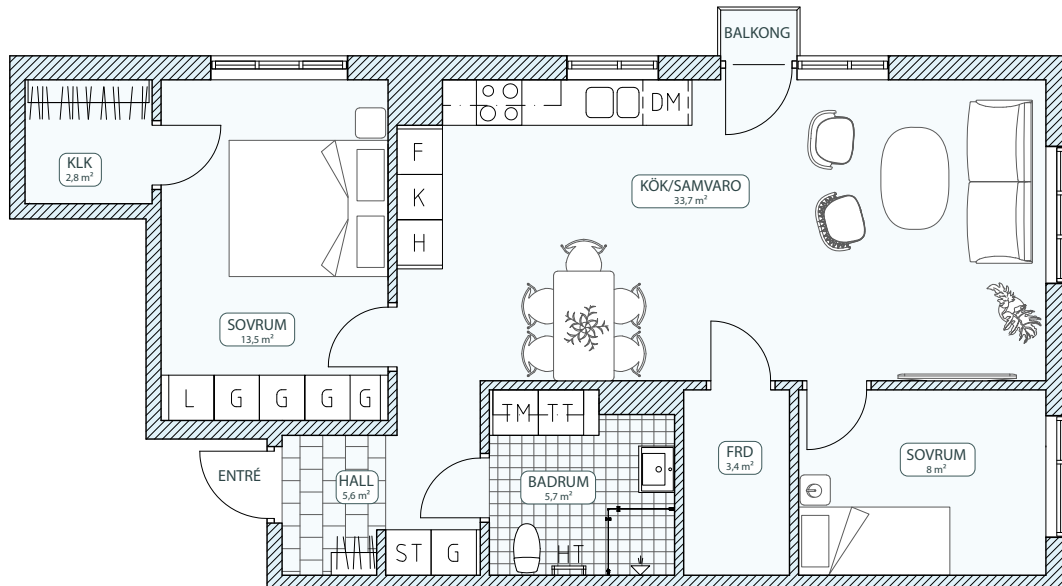 BALKONG
DM
F
KLK
2,8 m²
K
KÖK/SAMVARO
33,7 m²
H
SOVRUM
13,5 m²
L G G G G
TM TT
ENTRÉ
HALL
5,6 m²
BADRUM
5,7 m²
FRD
3,4 m²
SOVRUM
8 m²
ST G
HT